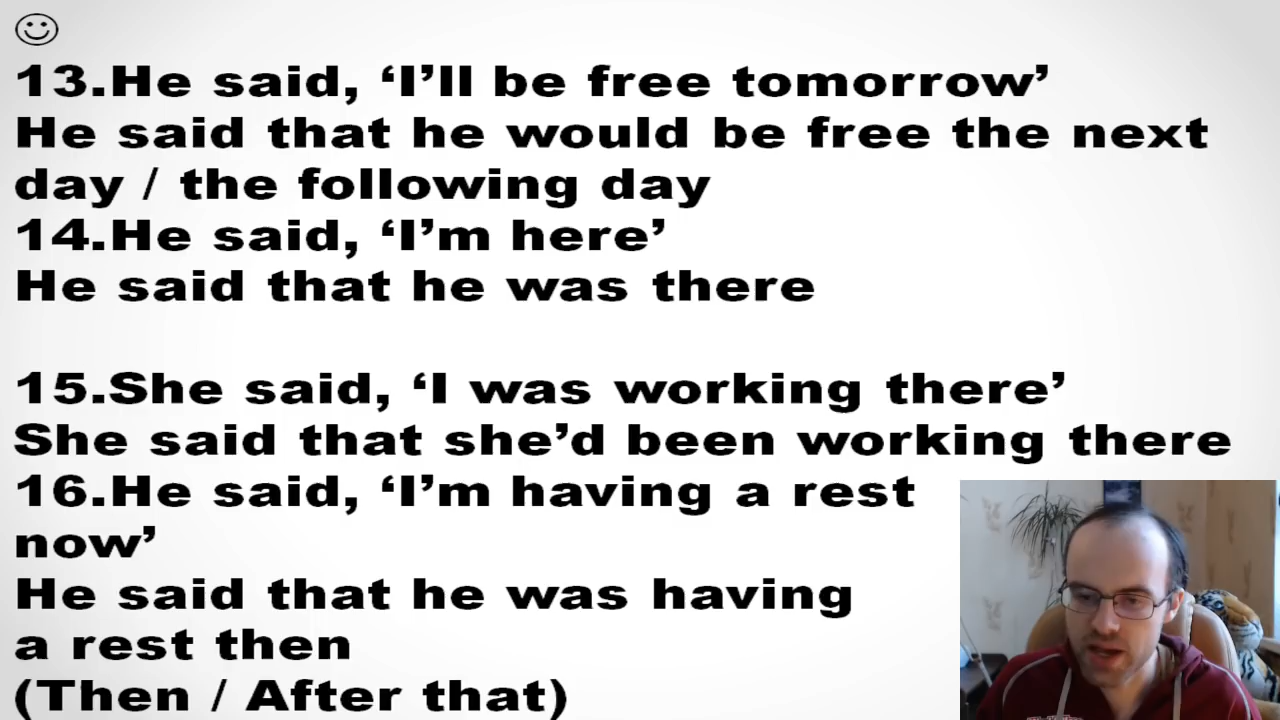 13.He said, ‘I’ll be free tomorrow’
He said that he would be free the next
day / the following day
14.He said, ‘I’m here’
He said that he was there
15.She said, ‘I was working there’
She said that she’d been working there
16.He said, ‘I’m having a rest
now’
He said that he was having
a rest then
(Then / After that)